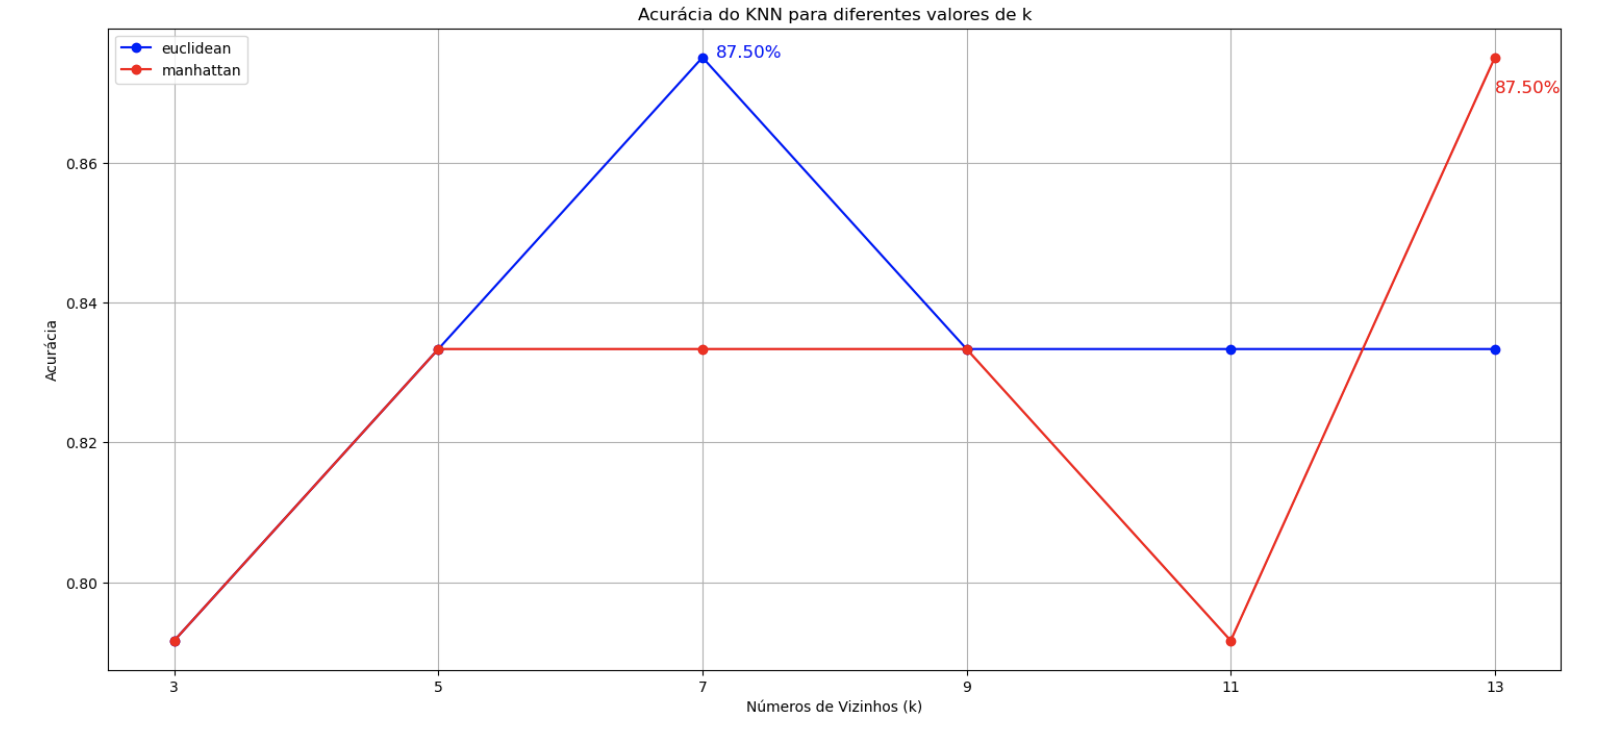 Acurácia do KNN para diferentes valores de k
euclidean
manhattan
87.50%
87.50%
0.86
0.84
0.82
0.80
Acurácia
3 5 7 9 11 13
Números de Vizinhos (k)